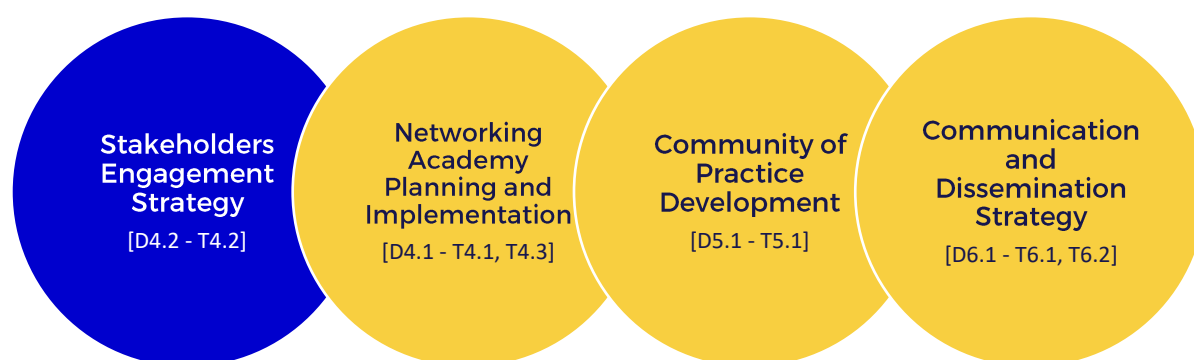 Stakeholders
Engagement
Strategy
[D4.2 - T4.2]
Networking
Academy
Planning and
Implementation
[D4.1 - T4.1, T4.3]
Community of
Practice
Development
[D5.1 - T5.1]
Communication
and
Dissemination
Strategy
[D6.1 - T6.1, T6.2]